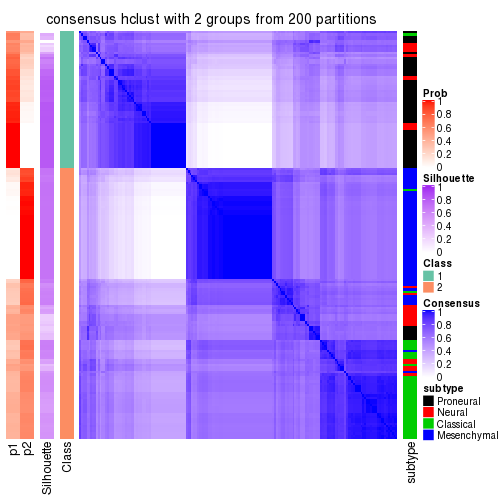 consensus hclust with 2 groups from 200 partitions
Prob
1
0.8
0.6
0.4
0.2
0
Silhouette
1
0.8
0.6
0.4
0.2
0
Class
1
2
Consensus
1
0.8
0.6
0.4
0.2
0
subtype
Proneural
Neural
Classical
Mesenchymal
p1
p2
Silhouette
Class
subtype